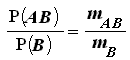 P(AB)/P(B) = m_AB/m_B